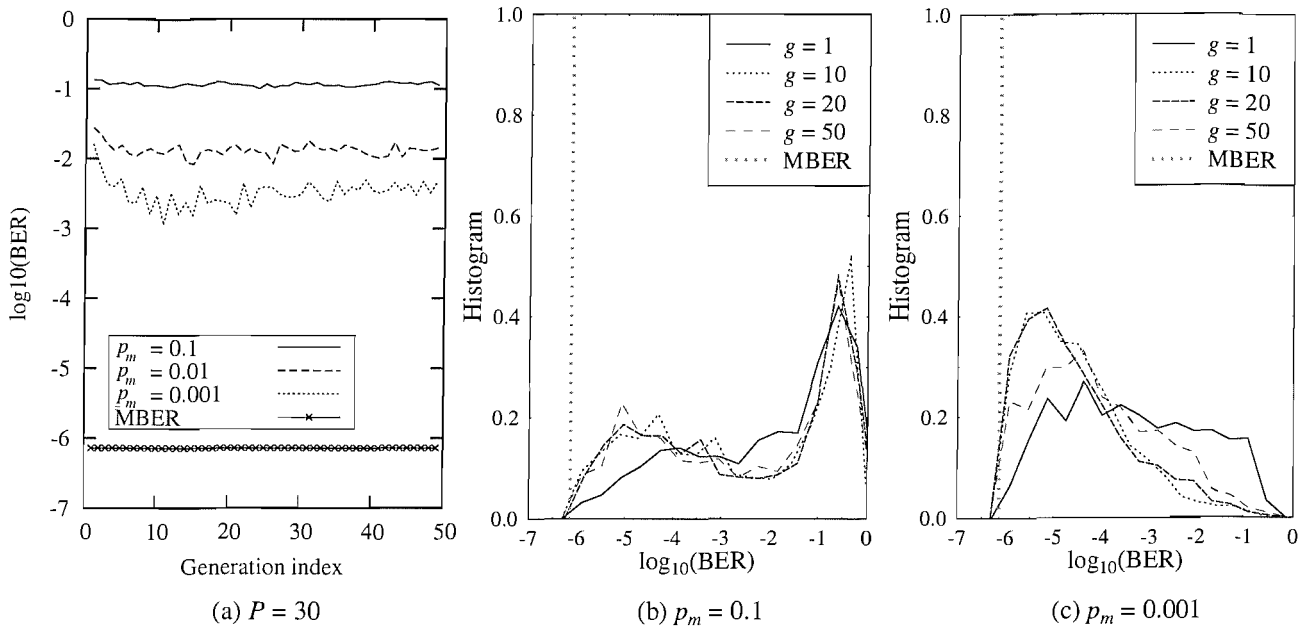 0
-1
-2
-3
-4
-5
-6
-7
log10(BER)
p_m = 0.1
p_m = 0.01
p_m = 0.001
MBER
0 10 20 30 40 50
Generation index
(a) P = 30
1.0
0.8
0.6
0.4
0.2
0.0
Histogram
g = 1
g = 10
g = 20
g = 50
MBER
-7 -6 -5 -4 -3 -2 -1 0
log₁₀(BER)
(b) p_m = 0.1
1.0
0.8
0.6
0.4
0.2
0.0
Histogram
g = 1
g = 10
g = 20
g = 50
MBER
-7 -6 -5 -4 -3 -2 -1 0
log₁₀(BER)
(c) p_m = 0.001